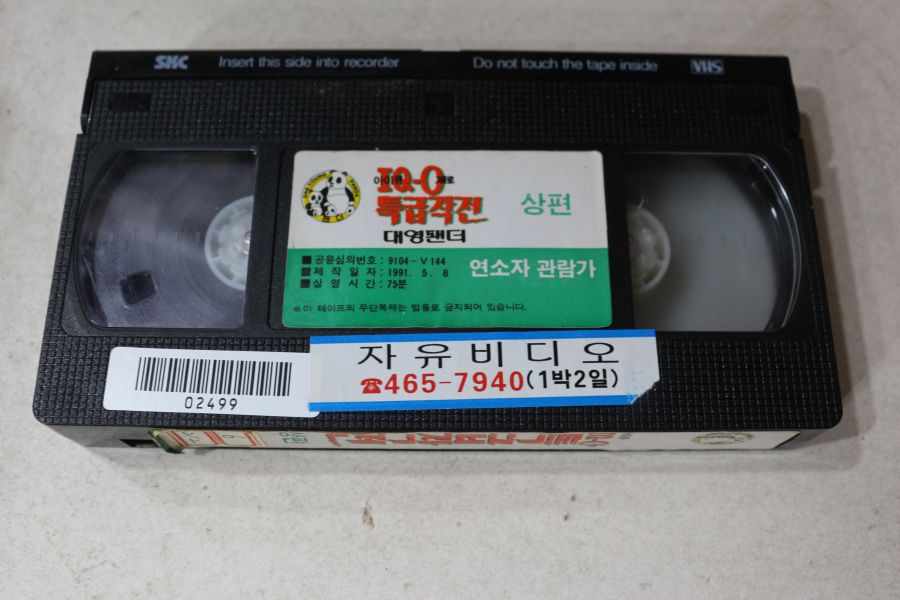 SKC Insert this side into recorder Do not touch the tape inside VHS
IQ-O
아이큐 제로
특급작전
대영팬더
상편
■공윤심의번호 : 9104-V144
■제작일자 : 1991. 5. 8
■상영시간 : 75분
연소자 관람가
※이 테이프의 무단복제는 법률로 금지되어 있습니다.
자유비디오
☎465-7940(1박2일)
02499